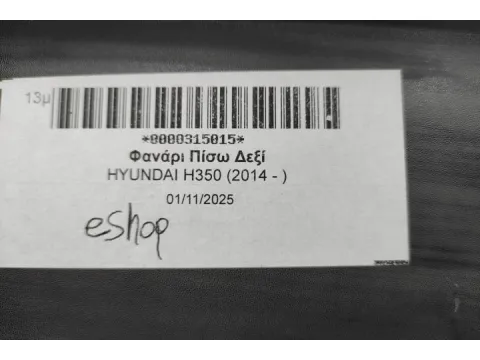 13μ
*0000315015*
Φανάρι Πίσω Δεξί
HYUNDAI H350 (2014 - )
01/11/2025
eshop